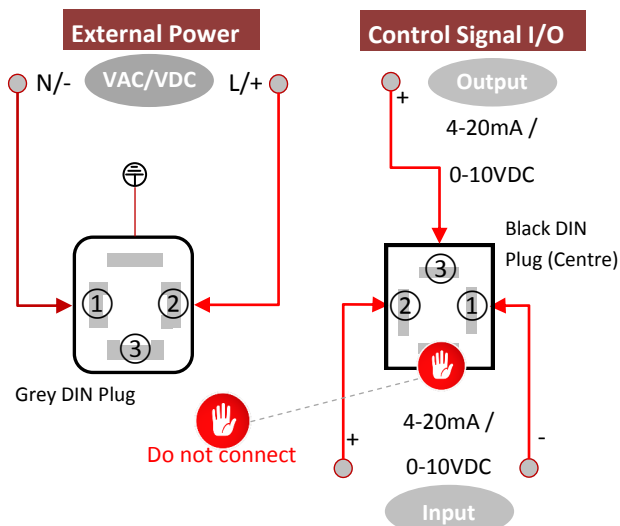 External Power
Control Signal I/O
N/-
VAC/VDC
L/+
Output
+
4-20mA /
0-10VDC
Black DIN
Plug (Centre)
3
1
2
2
1
3
Grey DIN Plug
Do not connect
+
4-20mA /
-
0-10VDC
Input